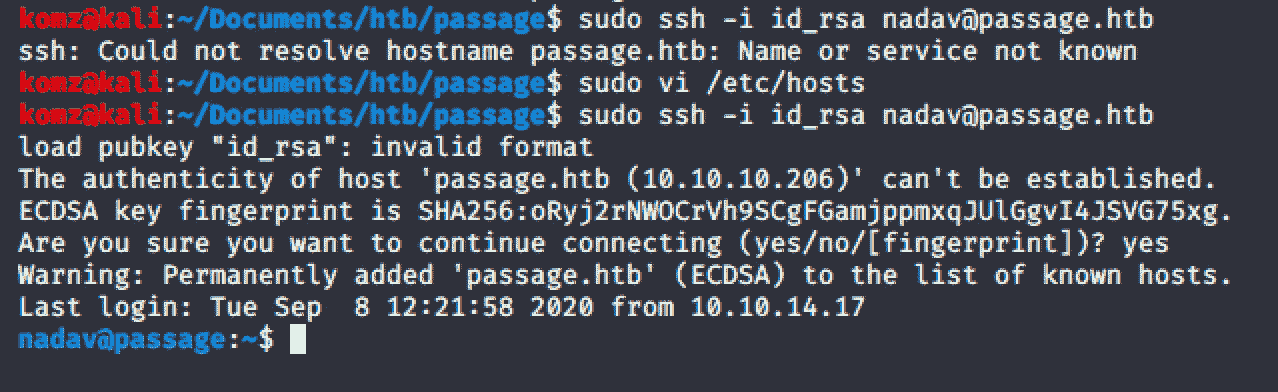 komz@kali:~/Documents/htb/passage$ sudo ssh -i id_rsa nadav@passage.htb
ssh: Could not resolve hostname passage.htb: Name or service not known
komz@kali:~/Documents/htb/passage$ sudo vi /etc/hosts
komz@kali:~/Documents/htb/passage$ sudo ssh -i id_rsa nadav@passage.htb
load pubkey "id_rsa": invalid format
The authenticity of host 'passage.htb (10.10.10.206)' can't be established.
ECDSA key fingerprint is SHA256:oRyj2rNWOCrVh9SCgFGamjppmxqJUlGgvI4JSVG75xg.
Are you sure you want to continue connecting (yes/no/[fingerprint])? yes
Warning: Permanently added 'passage.htb' (ECDSA) to the list of known hosts.
Last login: Tue Sep  8 12:21:58 2020 from 10.10.14.17
nadav@passage:~$